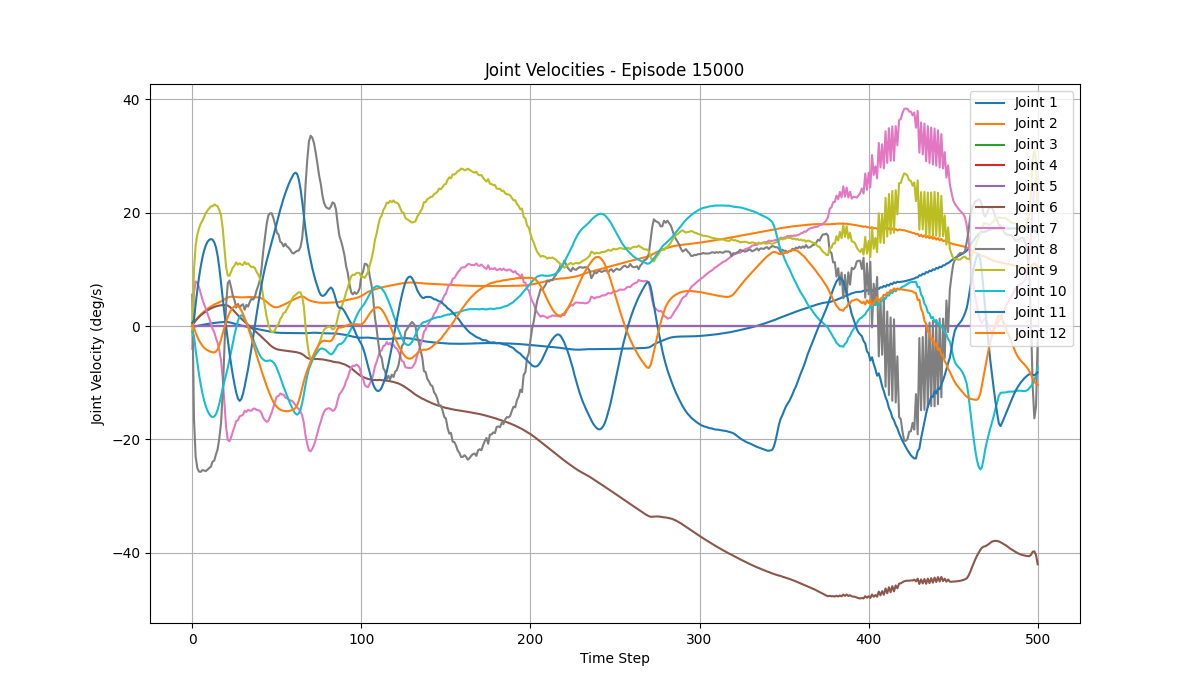 Joint Velocities - Episode 15000
Joint Velocity (deg/s)
40
20
0
−20
−40
0 100 200 300 400 500
Time Step
Joint 1
Joint 2
Joint 3
Joint 4
Joint 5
Joint 6
Joint 7
Joint 8
Joint 9
Joint 10
Joint 11
Joint 12